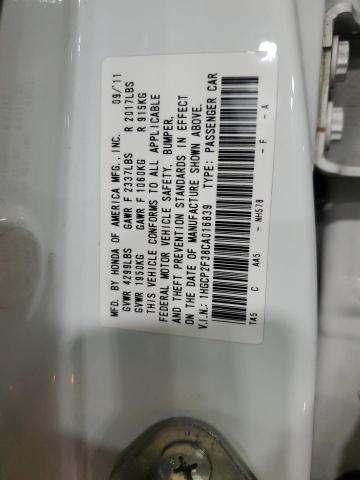 MFD. BY HONDA OF AMERICA MFG., INC. 09/11
GVWR 4299LBS GAWR F 2337LBS R 2017LBS
GVWR 1950KG GAWR F 1060KG R 915KG
THIS VEHICLE CONFORMS TO ALL APPLICABLE
FEDERAL MOTOR VEHICLE SAFETY, BUMPER,
AND THEFT PREVENTION STANDARDS IN EFFECT
ON THE DATE OF MANUFACTURE SHOWN ABOVE.
V.I.N.: 1HGCP2F38CA016839 TYPE: PASSENGER CAR
TA5 C AA5 - NH578 - F - A